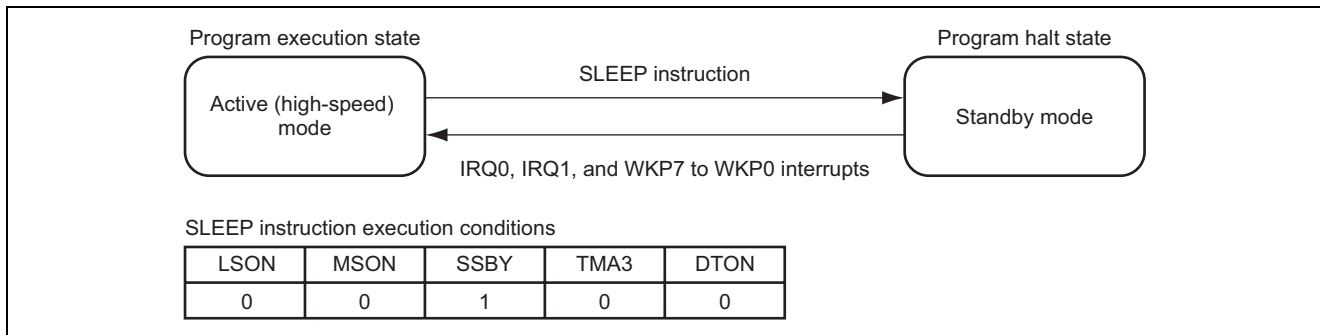 Program execution state
Program halt state
SLEEP instruction
Active (high-speed)
mode
Standby mode
IRQ0, IRQ1, and WKP7 to WKP0 interrupts
SLEEP instruction execution conditions
LSON MSON SSBY TMA3 DTON
0 0 1 0 0